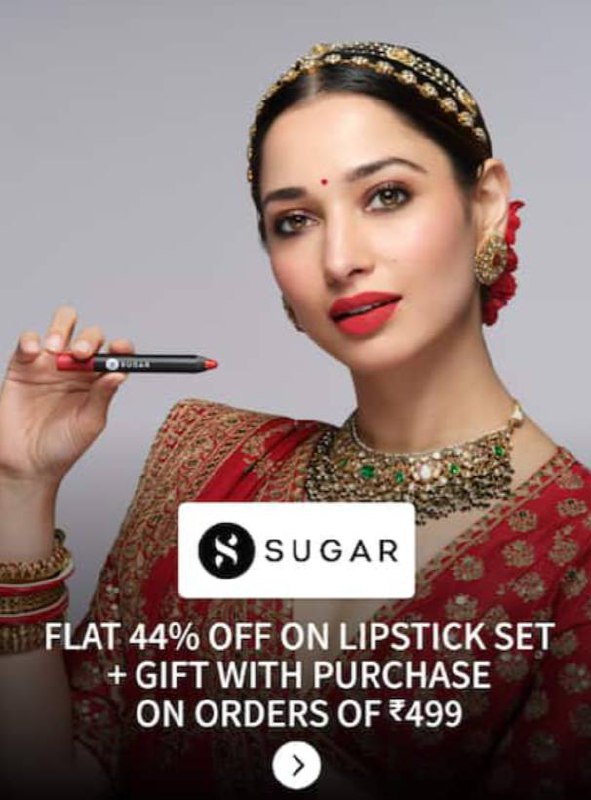 SUGAR
SUGAR
FLAT 44% OFF ON LIPSTICK SET
+ GIFT WITH PURCHASE
ON ORDERS OF ₹499